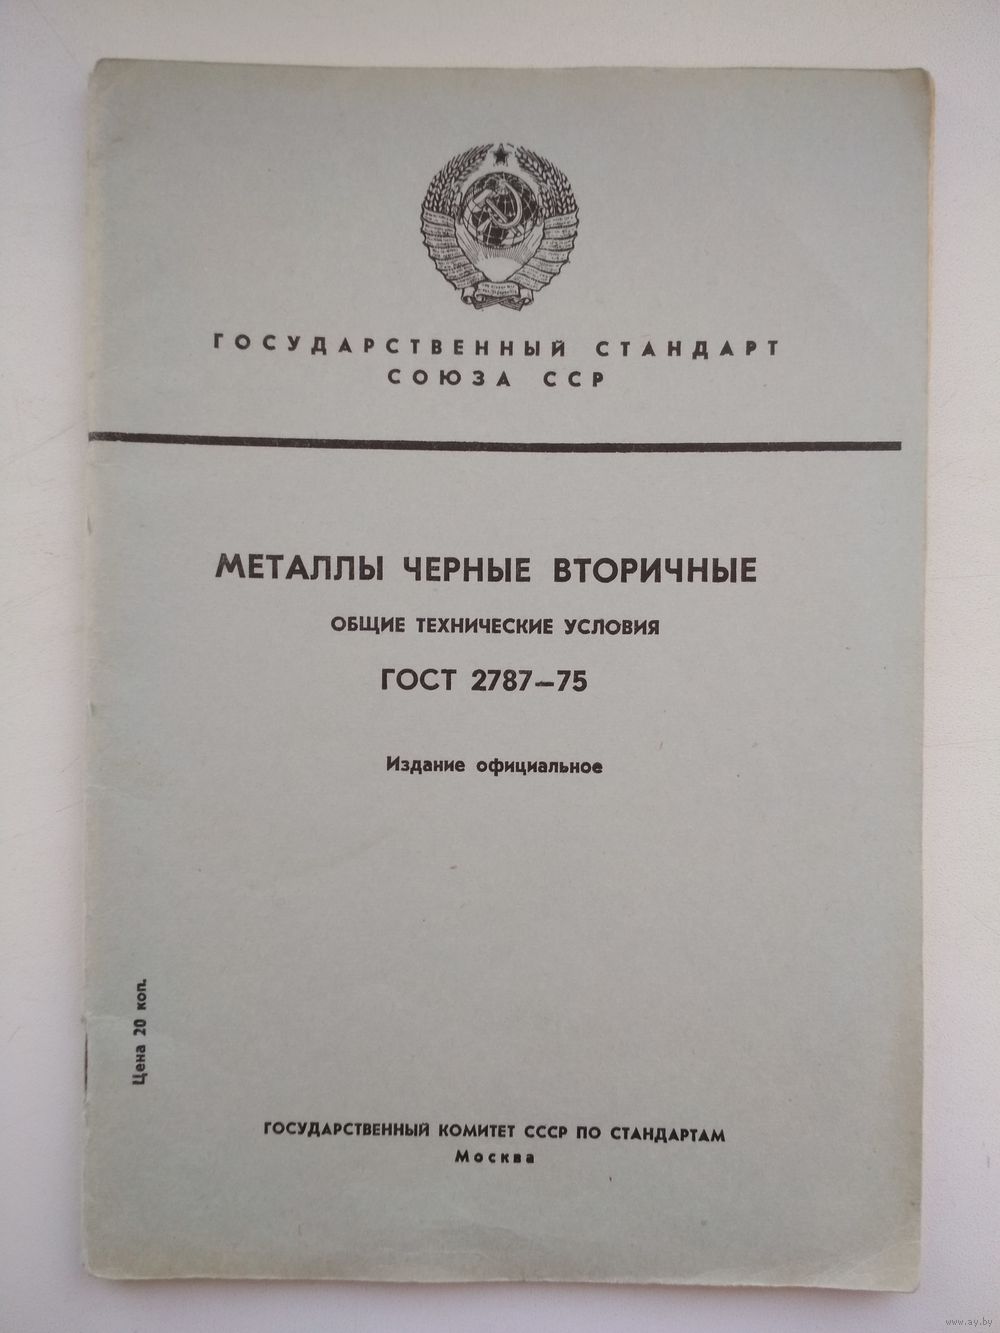 ГОСУДАРСТВЕННЫЙ СТАНДАРТ
СОЮЗА ССР
МЕТАЛЛЫ ЧЕРНЫЕ ВТОРИЧНЫЕ
ОБЩИЕ ТЕХНИЧЕСКИЕ УСЛОВИЯ
ГОСТ 2787—75
Издание официальное
Цена 20 коп.
ГОСУДАРСТВЕННЫЙ КОМИТЕТ СССР ПО СТАНДАРТАМ
Москва
www.ay.by